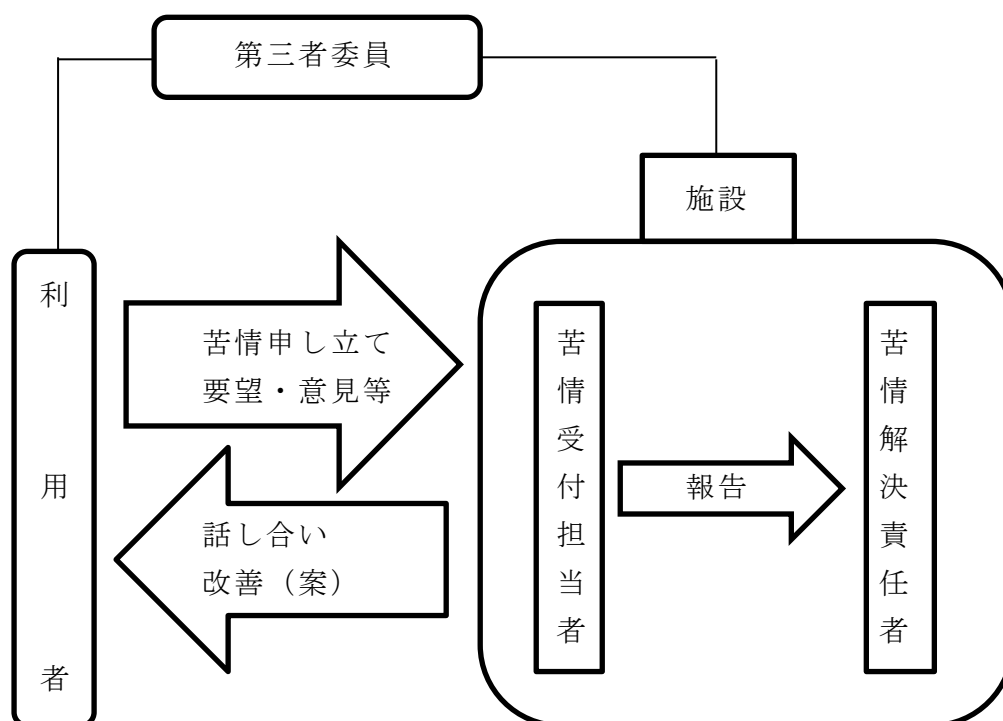 第三者委員
施設
利用者
苦情申し立て
要望・意見等
話し合い
改善（案）
苦情受付担当者
報告
苦情解決責任者